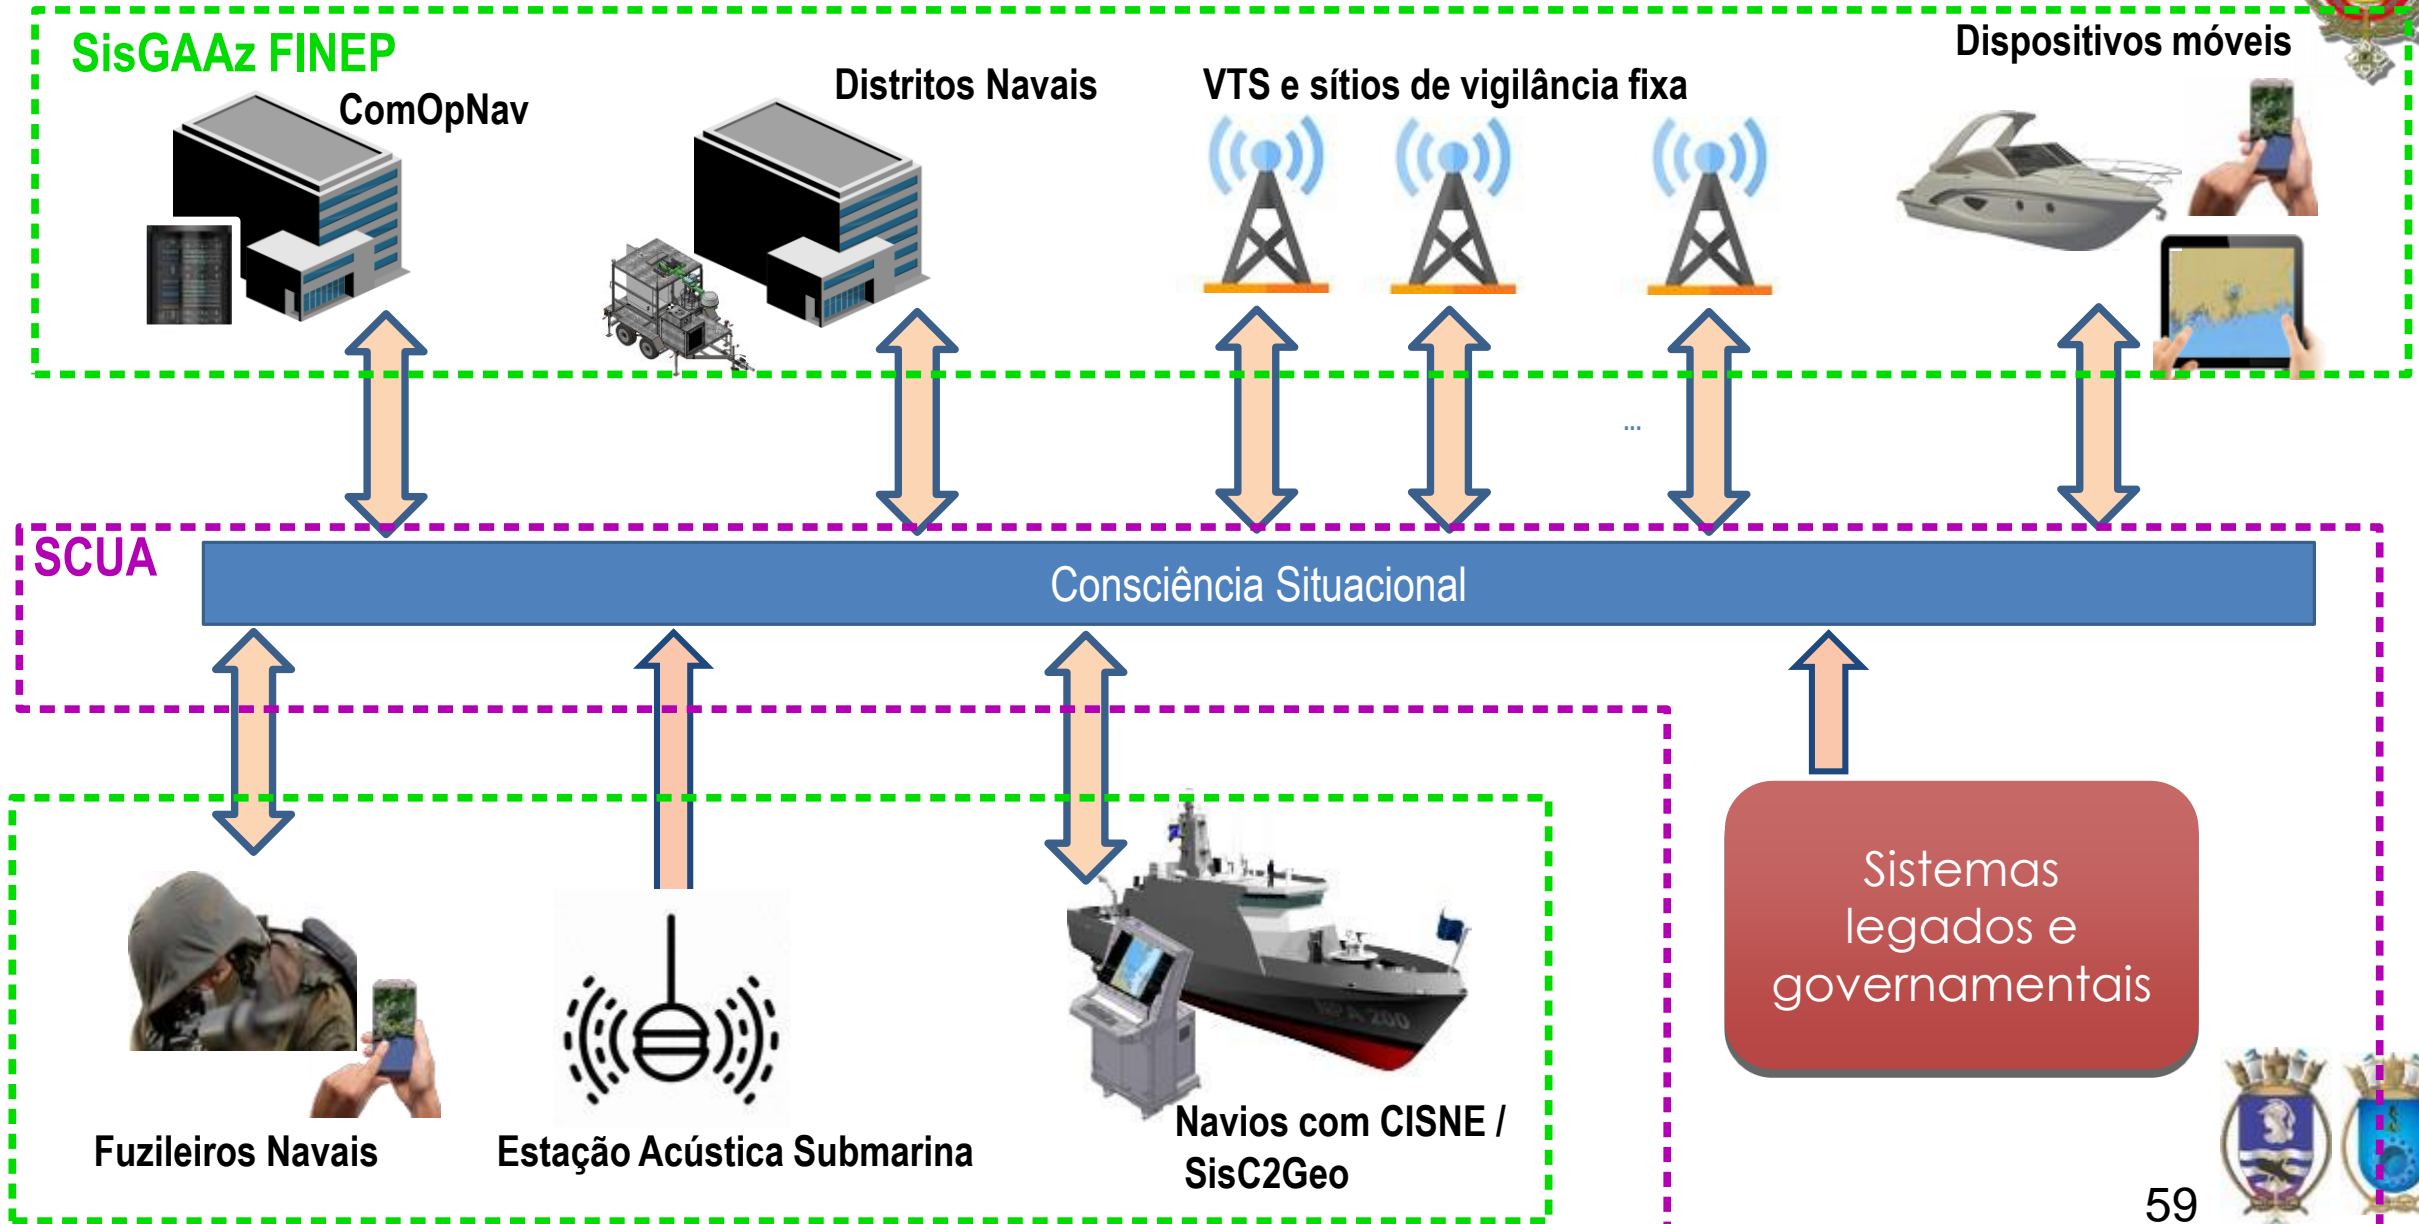 SisGAAz FINEP
ComOpNav
Distritos Navais
VTS e sítios de vigilância fixa
Dispositivos móveis
...
SCUA
Consciência Situacional
Fuzileiros Navais
Estação Acústica Submarina
Navios com CISNE /
SisC2Geo
Sistemas
legados e
governamentais
59